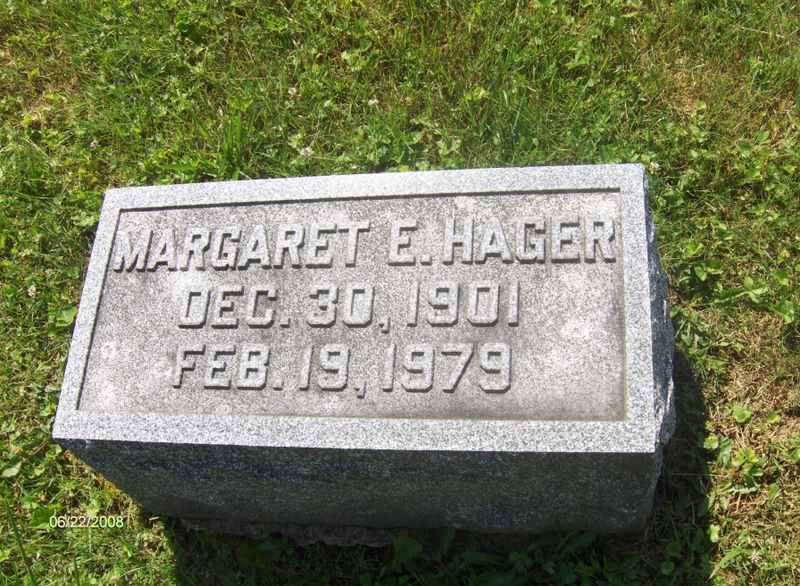 MARGARET E. HAGER
DEC. 30, 1901
FEB. 19, 1979
06/22/2008